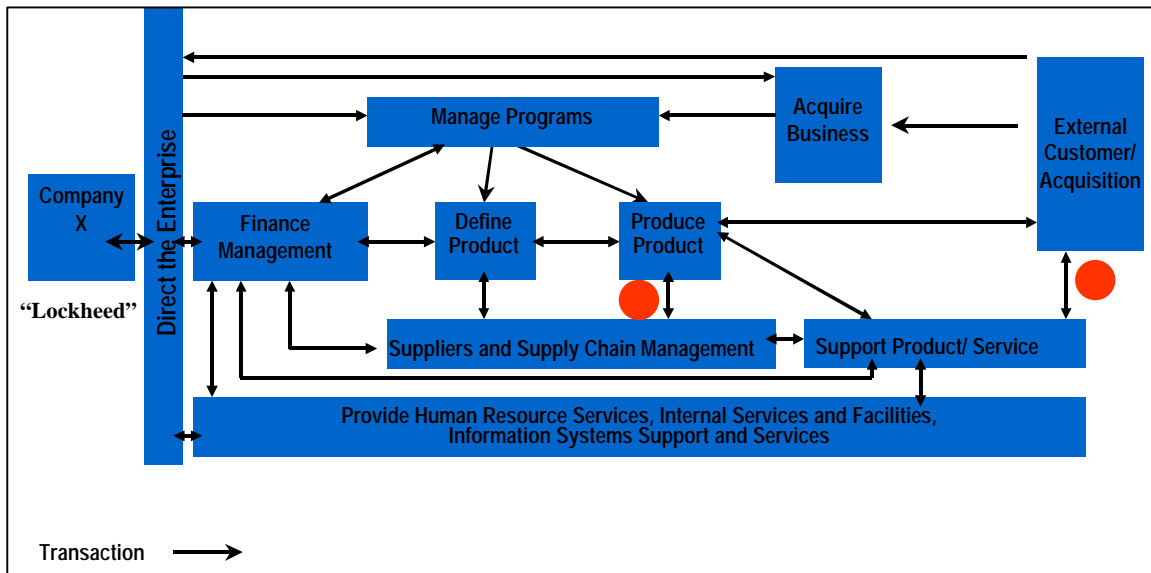 Direct the Enterprise
Manage Programs
Acquire
Business
External
Customer/
Acquisition
Company
X
“Lockheed”
Finance
Management
Define
Product
Produce
Product
Suppliers and Supply Chain Management
Support Product/ Service
Provide Human Resource Services, Internal Services and Facilities,
Information Systems Support and Services
Transaction